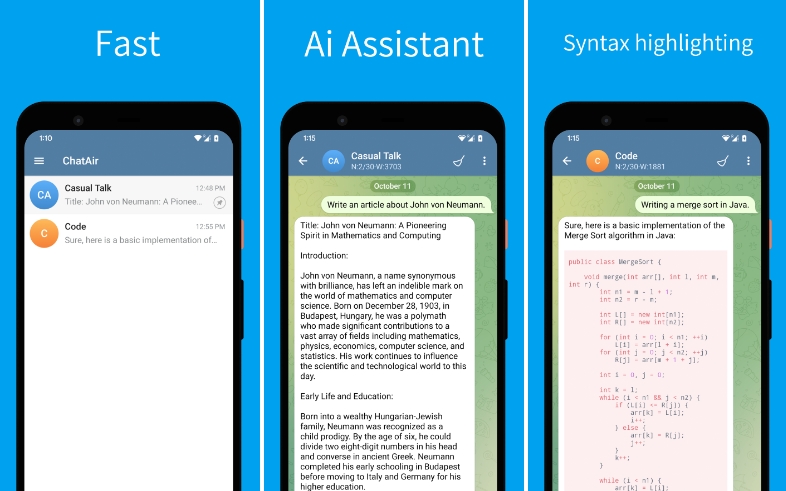 Fast
1:10
ChatAir
CA
Casual Talk
12:48 PM
Title: John von Neumann: A Pionee...
C
Code
12:55 PM
Sure, here is a basic implementation of...
Ai Assistant
1:15
CA
Casual Talk
N:2/30-W:3703
October 11
Write an article about John von Neumann.
Title: John von Neumann: A Pioneering
Spirit in Mathematics and Computing
Introduction:
John von Neumann, a name synonymous
with brilliance, has left an indelible mark on
the world of mathematics and computer
science. Born on December 28, 1903, in
Budapest, Hungary, he was a polymath
who made significant contributions to a
vast array of fields including mathematics,
physics, economics, computer science, and
statistics. His work continues to influence
the scientific and technological world to this
day.
Early Life and Education:
Born into a wealthy Hungarian-Jewish
family, Neumann was recognized as a
child prodigy. By the age of six, he could
divide two eight-digit numbers in his head
and converse in ancient Greek. Neumann
completed his early schooling in Budapest
before moving to Italy and Germany for his
higher education.
Syntax highlighting
1:15
C
Code
N:2/30-W:1881
October 11
Writing a merge sort in Java.
Sure, here is a basic implementation of the
Merge Sort algorithm in Java:
public class MergeSort {
void merge(int arr[], int l, int m,
int r) {
int n1 = m - l + 1;
int n2 = r - m;
int L[] = new int[n1];
int R[] = new int[n2];
for (int i = 0; i < n1; ++i)
L[i] = arr[l + i];
for (int j = 0; j < n2; ++j)
R[j] = arr[m + 1 + j];
int i = 0, j = 0;
int k = l;
while (i < n1 && j < n2) {
if (L[i] <= R[j]) {
arr[k] = L[i];
i++;
} else {
arr[k] = R[j];
j++;
}
k++;
}
while (i < n1) {
arr[k] = L[i];